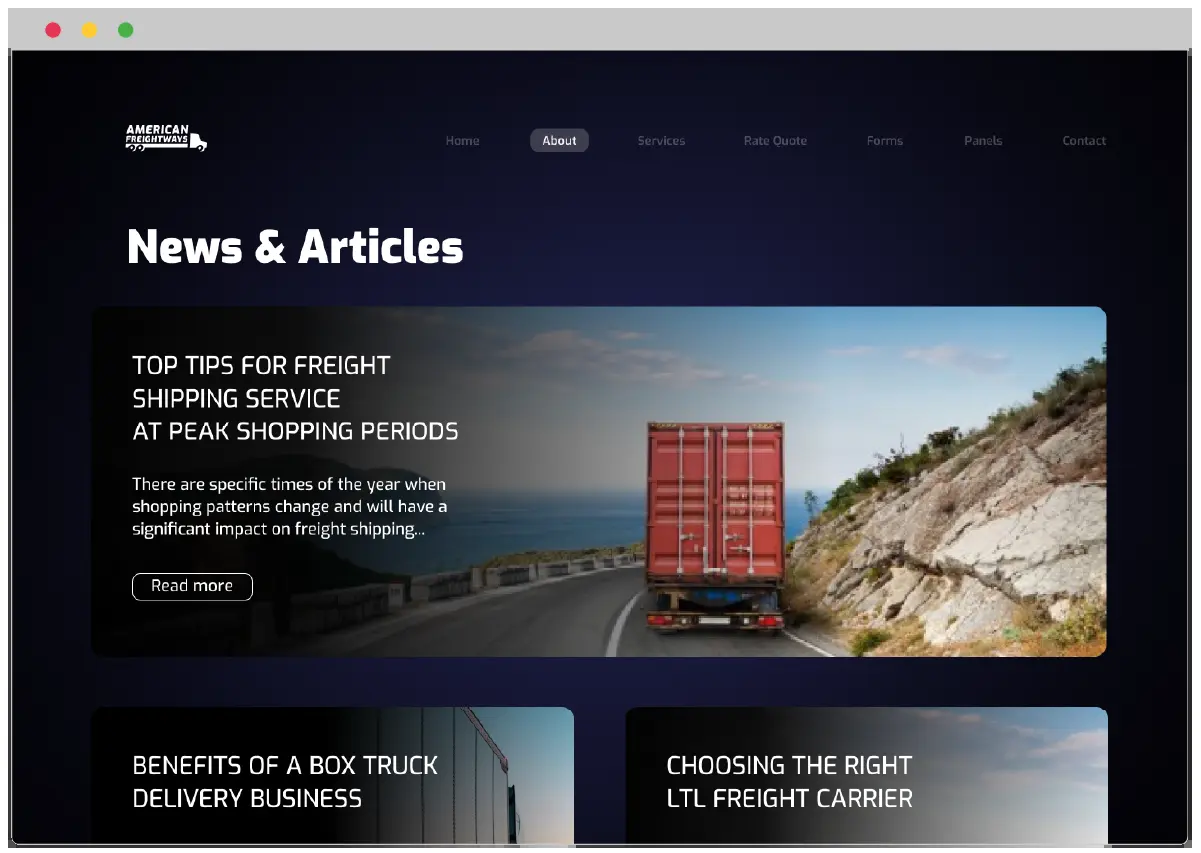 AMERICAN
FREIGHTWAYS
Home About Services Rate Quote Forms Panels Contact
News & Articles
TOP TIPS FOR FREIGHT
SHIPPING SERVICE
AT PEAK SHOPPING PERIODS
There are specific times of the year when
shopping patterns change and will have a
significant impact on freight shipping...
Read more
BENEFITS OF A BOX TRUCK
DELIVERY BUSINESS
CHOOSING THE RIGHT
LTL FREIGHT CARRIER